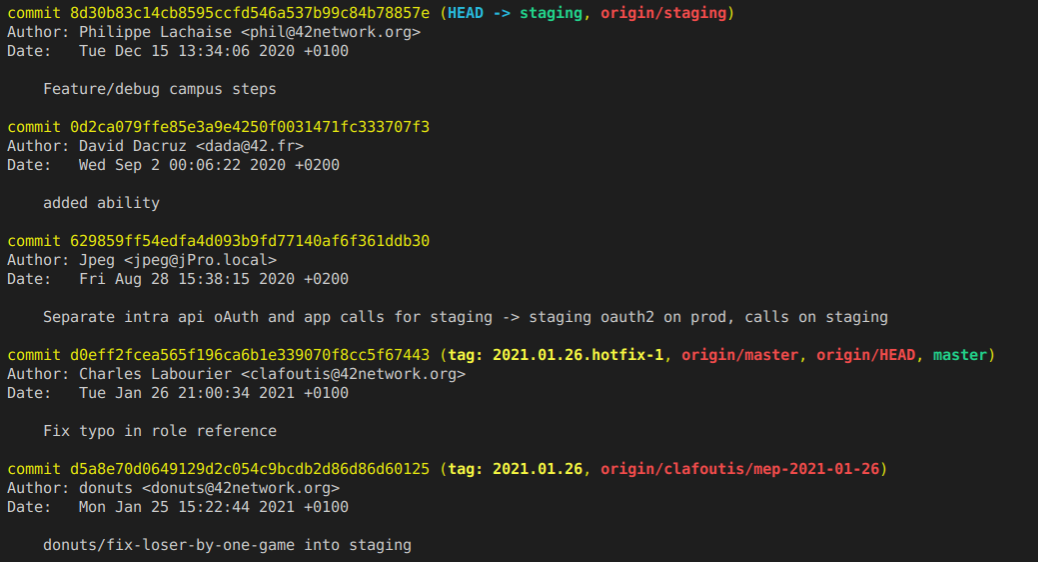 commit 8d30b83c14cb8595ccfd546a537b99c84b78857e (HEAD -> staging, origin/staging)
Author: Philippe Lachaise <phil@42network.org>
Date:   Tue Dec 15 13:34:06 2020 +0100
Feature/debug campus steps
commit 0d2ca079ffe85e3a9e4250f0031471fc333707f3
Author: David Dacruz <dada@42.fr>
Date:   Wed Sep 2 00:06:22 2020 +0200
added ability
commit 629859ff54edfa4d093b9fd77140af6f361ddb30
Author: Jpeg <jpeg@jPro.local>
Date:   Fri Aug 28 15:38:15 2020 +0200
Separate intra api oAuth and app calls for staging -> staging oauth2 on prod, calls on staging
commit d0eff2fcea565f196ca6b1e339070f8cc5f67443 (tag: 2021.01.26.hotfix-1, origin/master, origin/HEAD, master)
Author: Charles Labourier <clafoutis@42network.org>
Date:   Tue Jan 26 21:00:34 2021 +0100
Fix typo in role reference
commit d5a8e70d0649129d2c054c9bcdb2d86d86d60125 (tag: 2021.01.26, origin/clafoutis/mep-2021-01-26)
Author: donuts <donuts@42network.org>
Date:   Mon Jan 25 15:22:44 2021 +0100
donuts/fix-loser-by-one-game into staging